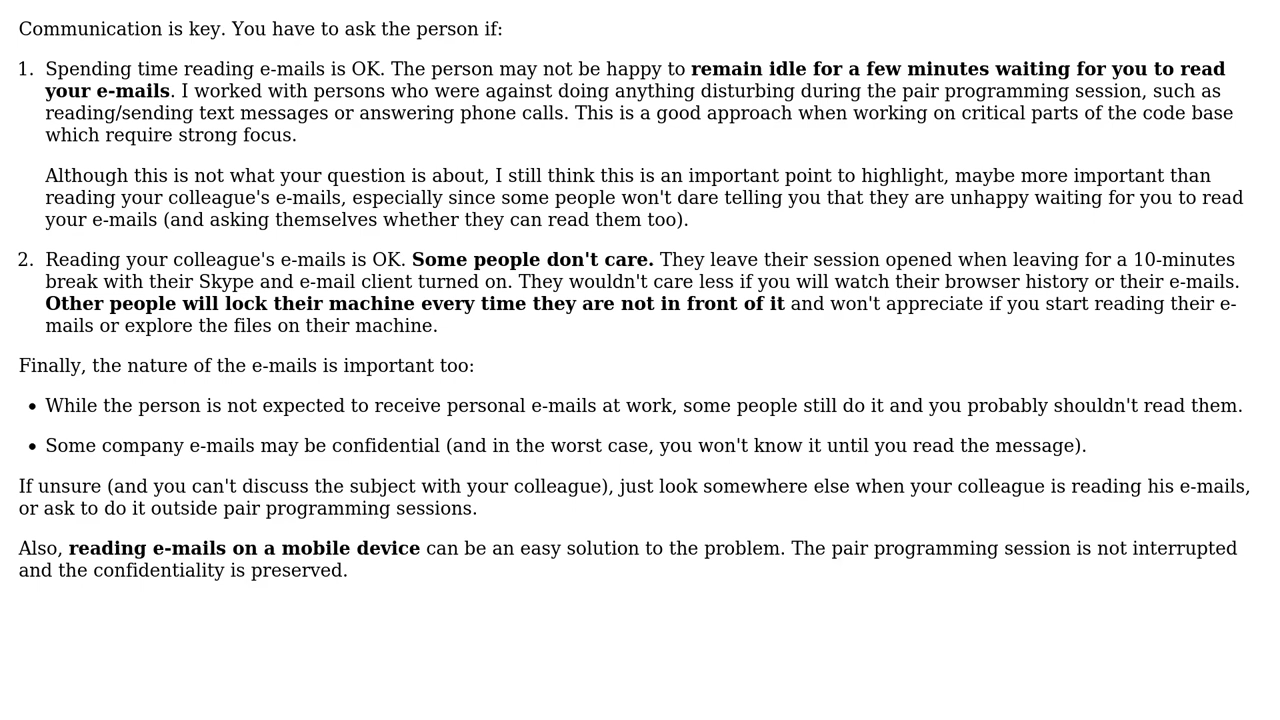 Communication is key. You have to ask the person if:
1. Spending time reading e-mails is OK. The person may not be happy to remain idle for a few minutes waiting for you to read
your e-mails. I worked with persons who were against doing anything disturbing during the pair programming session, such as
reading/sending text messages or answering phone calls. This is a good approach when working on critical parts of the code base
which require strong focus.
Although this is not what your question is about, I still think this is an important point to highlight, maybe more important than
reading your colleague's e-mails, especially since some people won't dare telling you that they are unhappy waiting for you to read
your e-mails (and asking themselves whether they can read them too).
2. Reading your colleague's e-mails is OK. Some people don't care. They leave their session opened when leaving for a 10-minutes
break with their Skype and e-mail client turned on. They wouldn't care less if you will watch their browser history or their e-mails.
Other people will lock their machine every time they are not in front of it and won't appreciate if you start reading their e-
mails or explore the files on their machine.
Finally, the nature of the e-mails is important too:
• While the person is not expected to receive personal e-mails at work, some people still do it and you probably shouldn't read them.
• Some company e-mails may be confidential (and in the worst case, you won't know it until you read the message).
If unsure (and you can't discuss the subject with your colleague), just look somewhere else when your colleague is reading his e-mails,
or ask to do it outside pair programming sessions.
Also, reading e-mails on a mobile device can be an easy solution to the problem. The pair programming session is not interrupted
and the confidentiality is preserved.